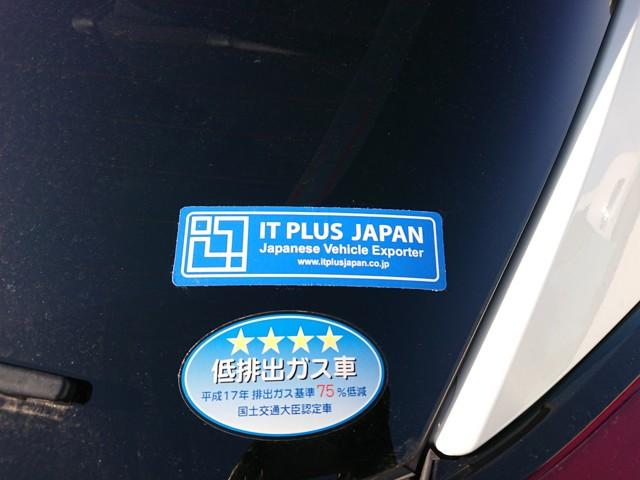 IT PLUS JAPAN
Japanese Vehicle Exporter
www.itplusjapan.co.jp
低排出ガス車
平成17年 排出ガス基準75%低減
国土交通大臣認定車